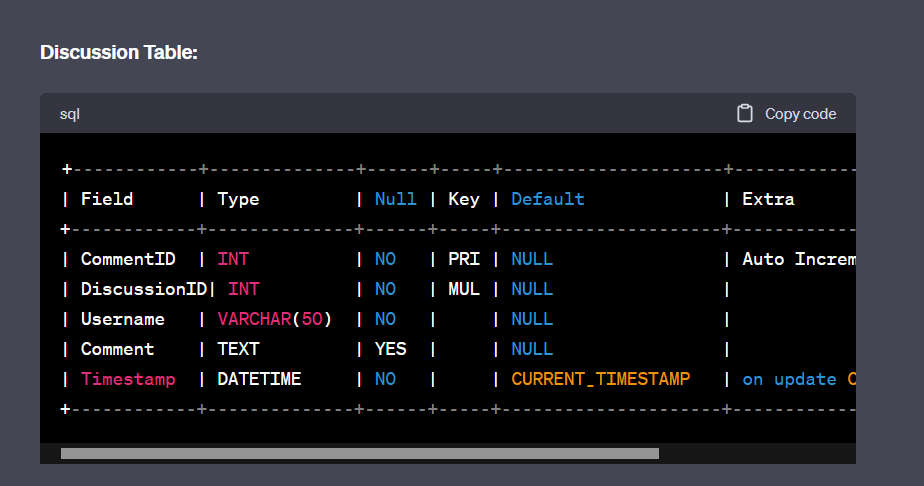 Discussion Table:
sql
Copy code
+------------+--------------+------+-----+---------------------+------------
| Field      | Type         | Null | Key | Default             | Extra
+------------+--------------+------+-----+---------------------+------------
| CommentID  | INT          | NO   | PRI | NULL                | Auto Increm
| DiscussionID| INT         | NO   | MUL | NULL                |
| Username   | VARCHAR(50)  | NO   |     | NULL                |
| Comment    | TEXT         | YES  |     | NULL                |
| Timestamp  | DATETIME     | NO   |     | CURRENT_TIMESTAMP   | on update C
+------------+--------------+------+-----+---------------------+------------